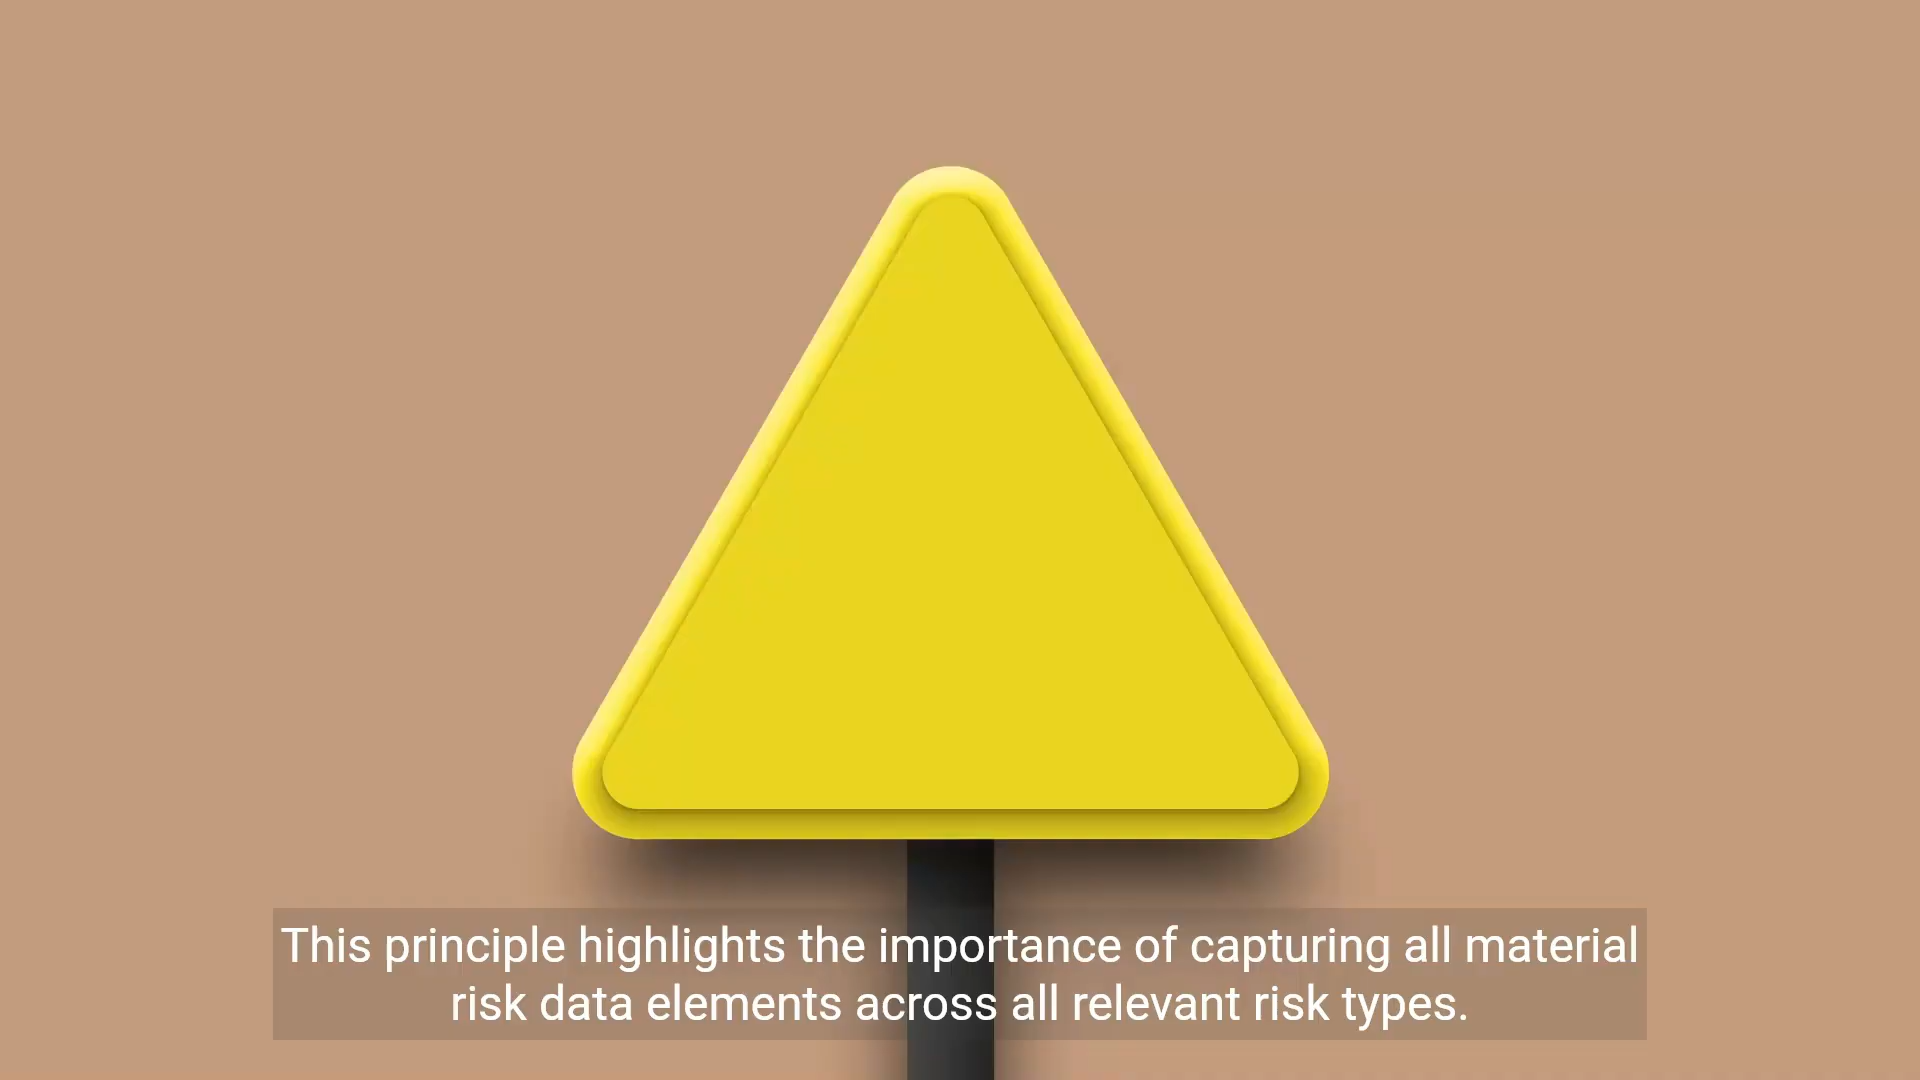 This principle highlights the importance of capturing all material
risk data elements across all relevant risk types.